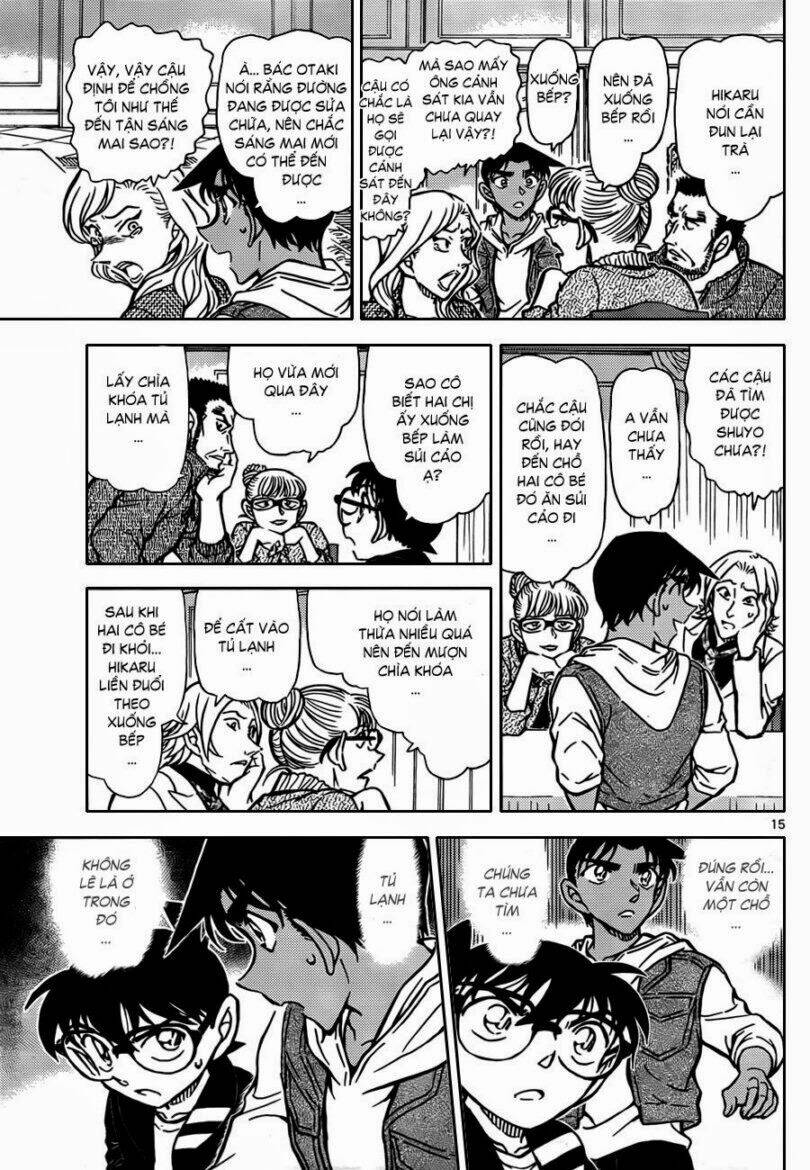 HIKARU
NÓI CẦN
ĐUN LẠI
TRÀ
...
NÊN ĐÃ
XUỐNG
BẾP RỒI
...
XUỐNG
BẾP?
MÀ SAO MẤY
ÔNG CẢNH
SÁT KIA VẪN
CHƯA QUAY
LẠI VẬY?!
CẬU CÓ
CHẮC LÀ
HỌ SẼ
GỌI
ĐƯỢC
CẢNH
SÁT ĐẾN
ĐÂY
KHÔNG?
À... BÁC OTAKI
NÓI RẰNG ĐƯỜNG
ĐANG ĐƯỢC SỬA
CHỮA, NÊN CHẮC
SÁNG MAI MỚI
CÓ THỂ ĐẾN
ĐƯỢC
...
VẬY, VẬY CẬU
ĐỊNH ĐỂ CHỒNG
TÔI NHƯ THẾ
ĐẾN TẬN SÁNG
MAI SAO?!
CÁC CẬU
ĐÃ TÌM
ĐƯỢC
SHUYO
CHƯA?!
A VẪN
CHƯA
THẤY
...
CHẮC CẬU
CŨNG ĐÓI
RỒI, HAY
ĐẾN CHỖ
HAI CÔ BÉ
ĐÓ ĂN SỦI
CẢO ĐI
...
SAO CÔ
BIẾT HAI CHỊ
ẤY XUỐNG
BẾP LÀM
SỦI CẢO
Ạ?
HỌ VỪA MỚI
QUA ĐÂY
...
LẤY CHÌA
KHÓA TỦ
LẠNH MÀ
...
HỌ NÓI LÀM
THỪA NHIỀU QUÁ
NÊN ĐẾN MƯỢN
CHÌA KHÓA
...
ĐỂ CẤT VÀO
TỦ LẠNH
...
SAU KHI
HAI CÔ BÉ
ĐI KHỎI...
HIKARU
LIỀN ĐUỔI
THEO
XUỐNG
BẾP
...
15
ĐÚNG RỒI...
VẪN CÒN
MỘT CHỖ
...
CHÚNG
TA CHƯA
TÌM
...
TỦ
LẠNH
...
KHÔNG
LẼ LÀ Ở
TRONG
ĐÓ
...